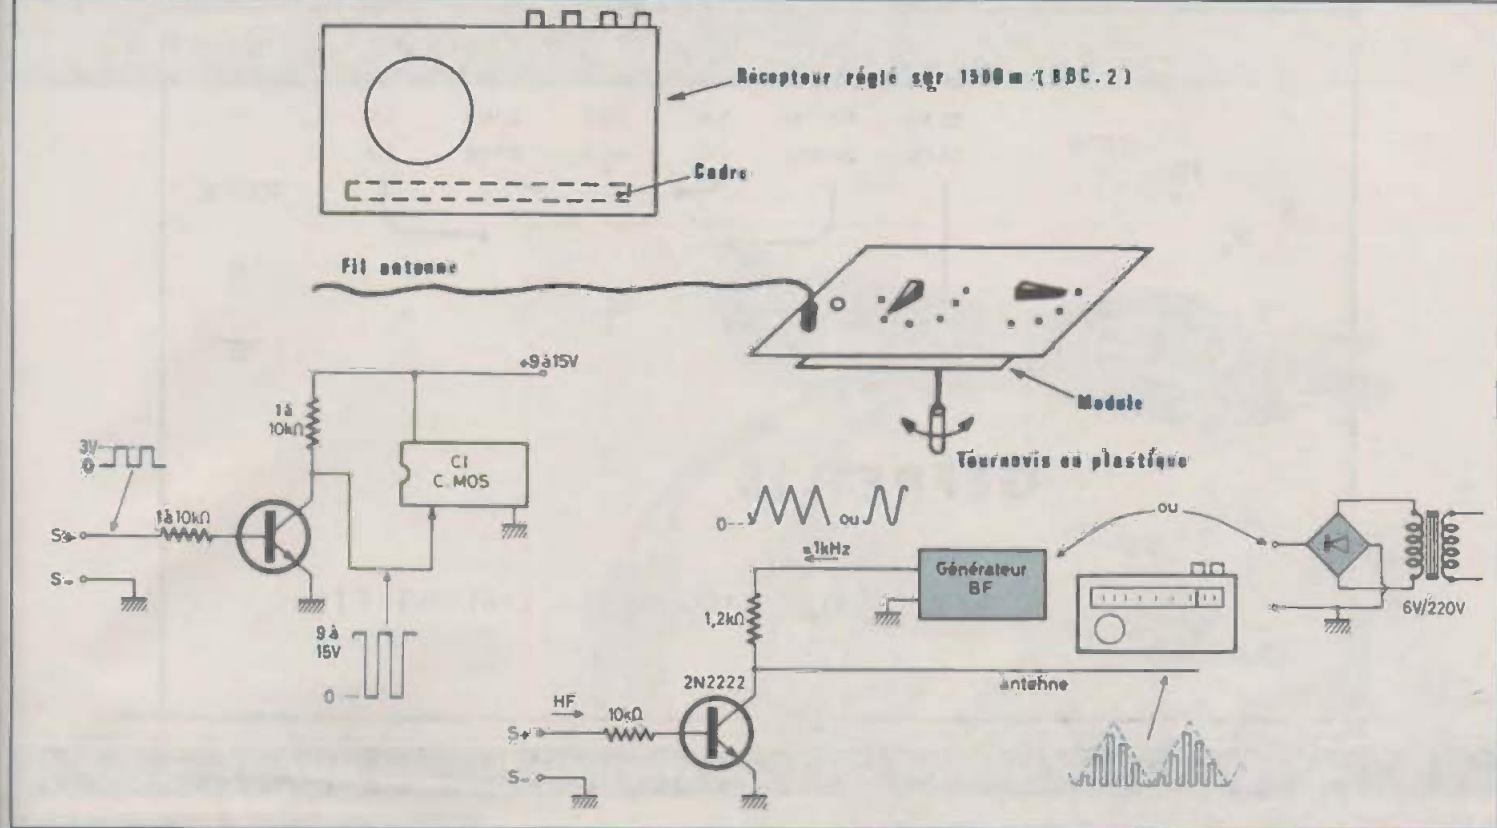 Récepteur réglé sur 1500m (BBC.2)
Cadre
Fil antenne
Module
Tournevis en plastique
+9 à 15V
1 à
10kΩ
3V
0
CI
C.MOS
S+
1 à 10kΩ
S-
9 à
15V
0
0
ou
≈1kHz
Générateur
BF
ou
6V/220V
1,2kΩ
2N2222
antenne
HF
S+
10kΩ
S-